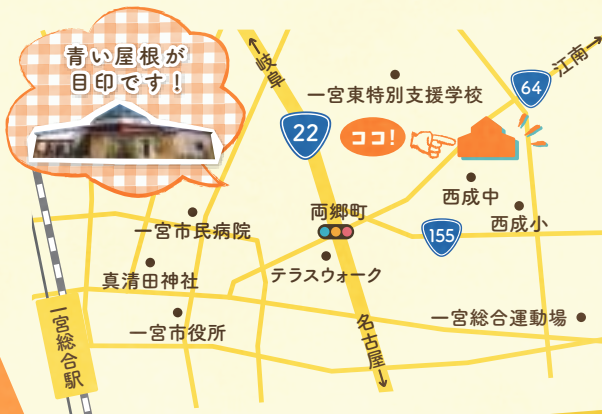 青い屋根が
目印です！
←岐阜
一宮東特別支援学校
64
江南→
22
ココ!
西成中
西成小
両郷町
155
一宮市民病院
真清田神社
テラスウォーク
一宮市役所
名古屋→
一宮総合運動場
一宮総合駅